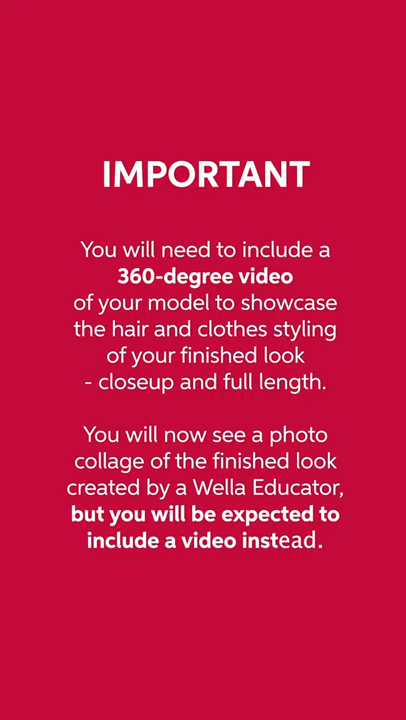 IMPORTANT
You will need to include a
360-degree video
of your model to showcase
the hair and clothes styling
of your finished look
- closeup and full length.
You will now see a photo
collage of the finished look
created by a Wella Educator,
but you will be expected to
include a video instead.